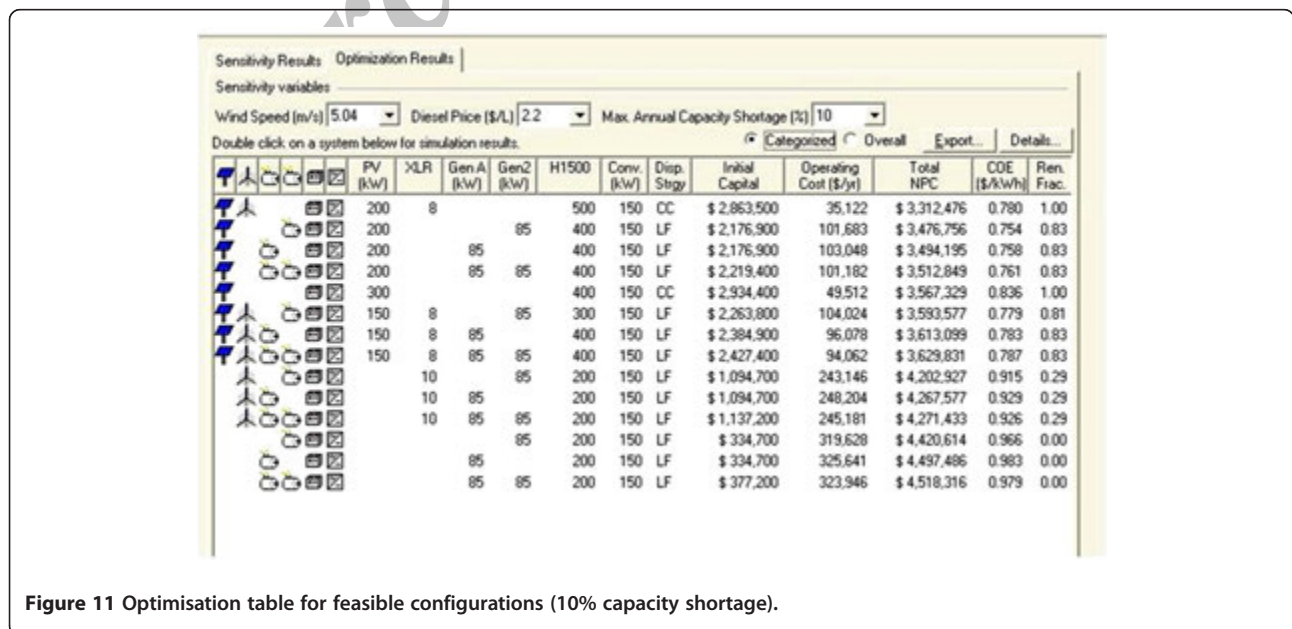 Sensitivity Results Optimization Results
Sensitivity variables
Wind Speed (m/s) 5.04 Diesel Price ($/L) 2.2 Max. Annual Capacity Shortage (%) 10
Double click on a system below for simulation results. Categorized Overall Export... Details...
PV (kW) XLR Gen A (kW) Gen2 (kW) H1500 Conv. (kW) Disp. Strgy Initial Capital Operating Cost ($/yr) Total NPC COE ($/kWh) Ren. Frac.
200 8 500 150 CC $ 2,863,500 35,122 $ 3,312,476 0.780 1.00
200 85 400 150 LF $ 2,176,900 101,683 $ 3,476,756 0.754 0.83
200 85 400 150 LF $ 2,176,900 103,048 $ 3,494,195 0.758 0.83
200 85 85 400 150 LF $ 2,219,400 101,182 $ 3,512,849 0.761 0.83
300 400 150 CC $ 2,934,400 49,512 $ 3,567,329 0.836 1.00
150 8 85 300 150 LF $ 2,263,800 104,024 $ 3,593,577 0.779 0.81
150 8 85 400 150 LF $ 2,384,900 96,078 $ 3,613,099 0.783 0.83
150 8 85 85 400 150 LF $ 2,427,400 94,062 $ 3,629,831 0.787 0.83
10 85 200 150 LF $ 1,094,700 243,146 $ 4,202,927 0.915 0.29
10 85 200 150 LF $ 1,094,700 248,204 $ 4,267,577 0.929 0.29
10 85 85 200 150 LF $ 1,137,200 245,181 $ 4,271,433 0.926 0.29
85 200 150 LF $ 334,700 319,628 $ 4,420,614 0.966 0.00
85 200 150 LF $ 334,700 325,641 $ 4,497,486 0.983 0.00
85 85 200 150 LF $ 377,200 323,946 $ 4,518,316 0.979 0.00
Figure 11 Optimisation table for feasible configurations (10% capacity shortage).